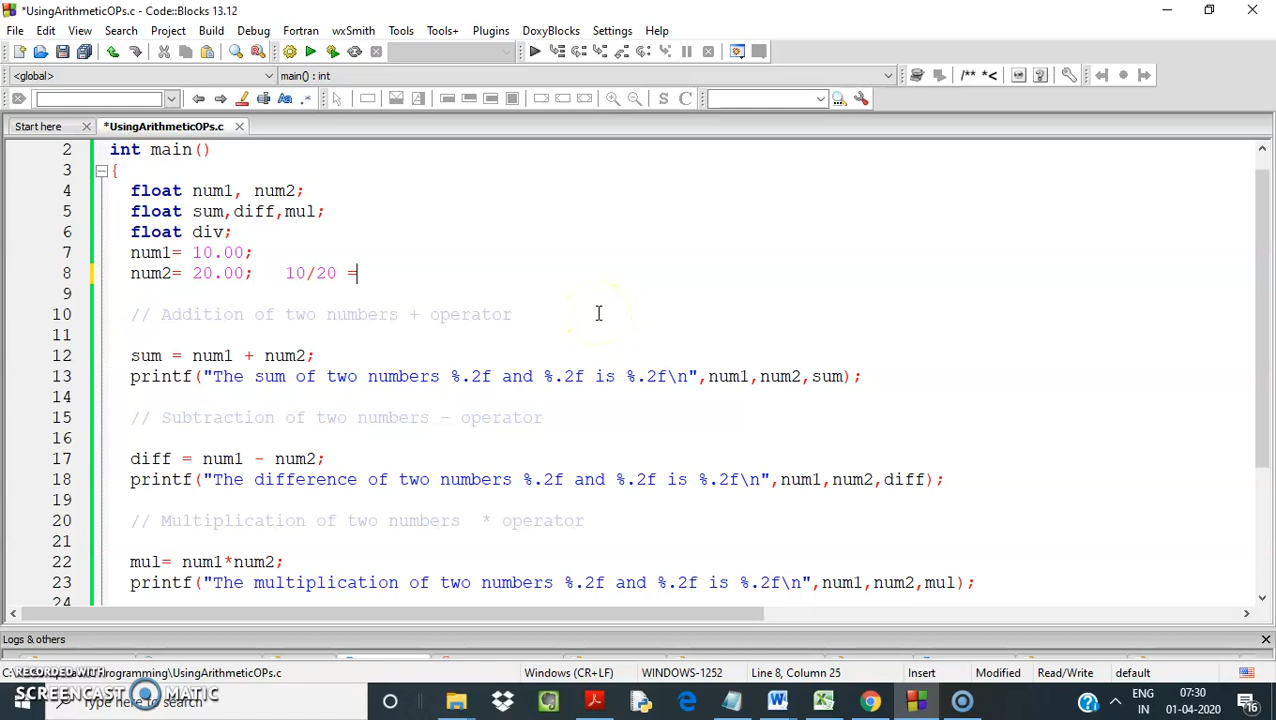 *UsingArithmeticOPs.c - Code::Blocks 13.12
File Edit View Search Project Build Debug Fortran wxSmith Tools Tools+ Plugins DoxyBlocks Settings Help
<global> main() : int
/** *<
S C
Start here *UsingArithmeticOPs.c
2 int main()
3 {
4 float num1, num2;
5 float sum,diff,mul;
6 float div;
7 num1= 10.00;
8 num2= 20.00; 10/20 =
9
10 // Addition of two numbers + operator
11
12 sum = num1 + num2;
13 printf("The sum of two numbers %.2f and %.2f is %.2f\n",num1,num2,sum);
14
15 // Subtraction of two numbers - operator
16
17 diff = num1 - num2;
18 printf("The difference of two numbers %.2f and %.2f is %.2f\n",num1,num2,diff);
19
20 // Multiplication of two numbers * operator
21
22 mul= num1*num2;
23 printf("The multiplication of two numbers %.2f and %.2f is %.2f\n",num1,num2,mul);
24
Logs & others
RECORDED WITH
SCREENCAST MATIC
Windows (CR+LF) WINDOWS-1252 Line 8, Column 25 Insert Modified Read/Write default
Type here to search
ENG
IN
07:30
01-04-2020
16